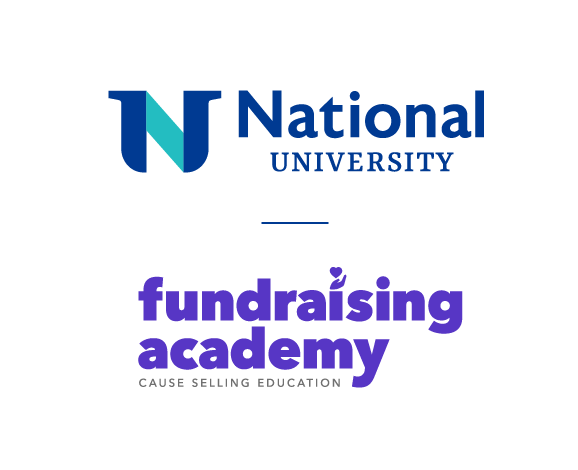 National
UNIVERSITY
fundraising
academy
CAUSE SELLING EDUCATION